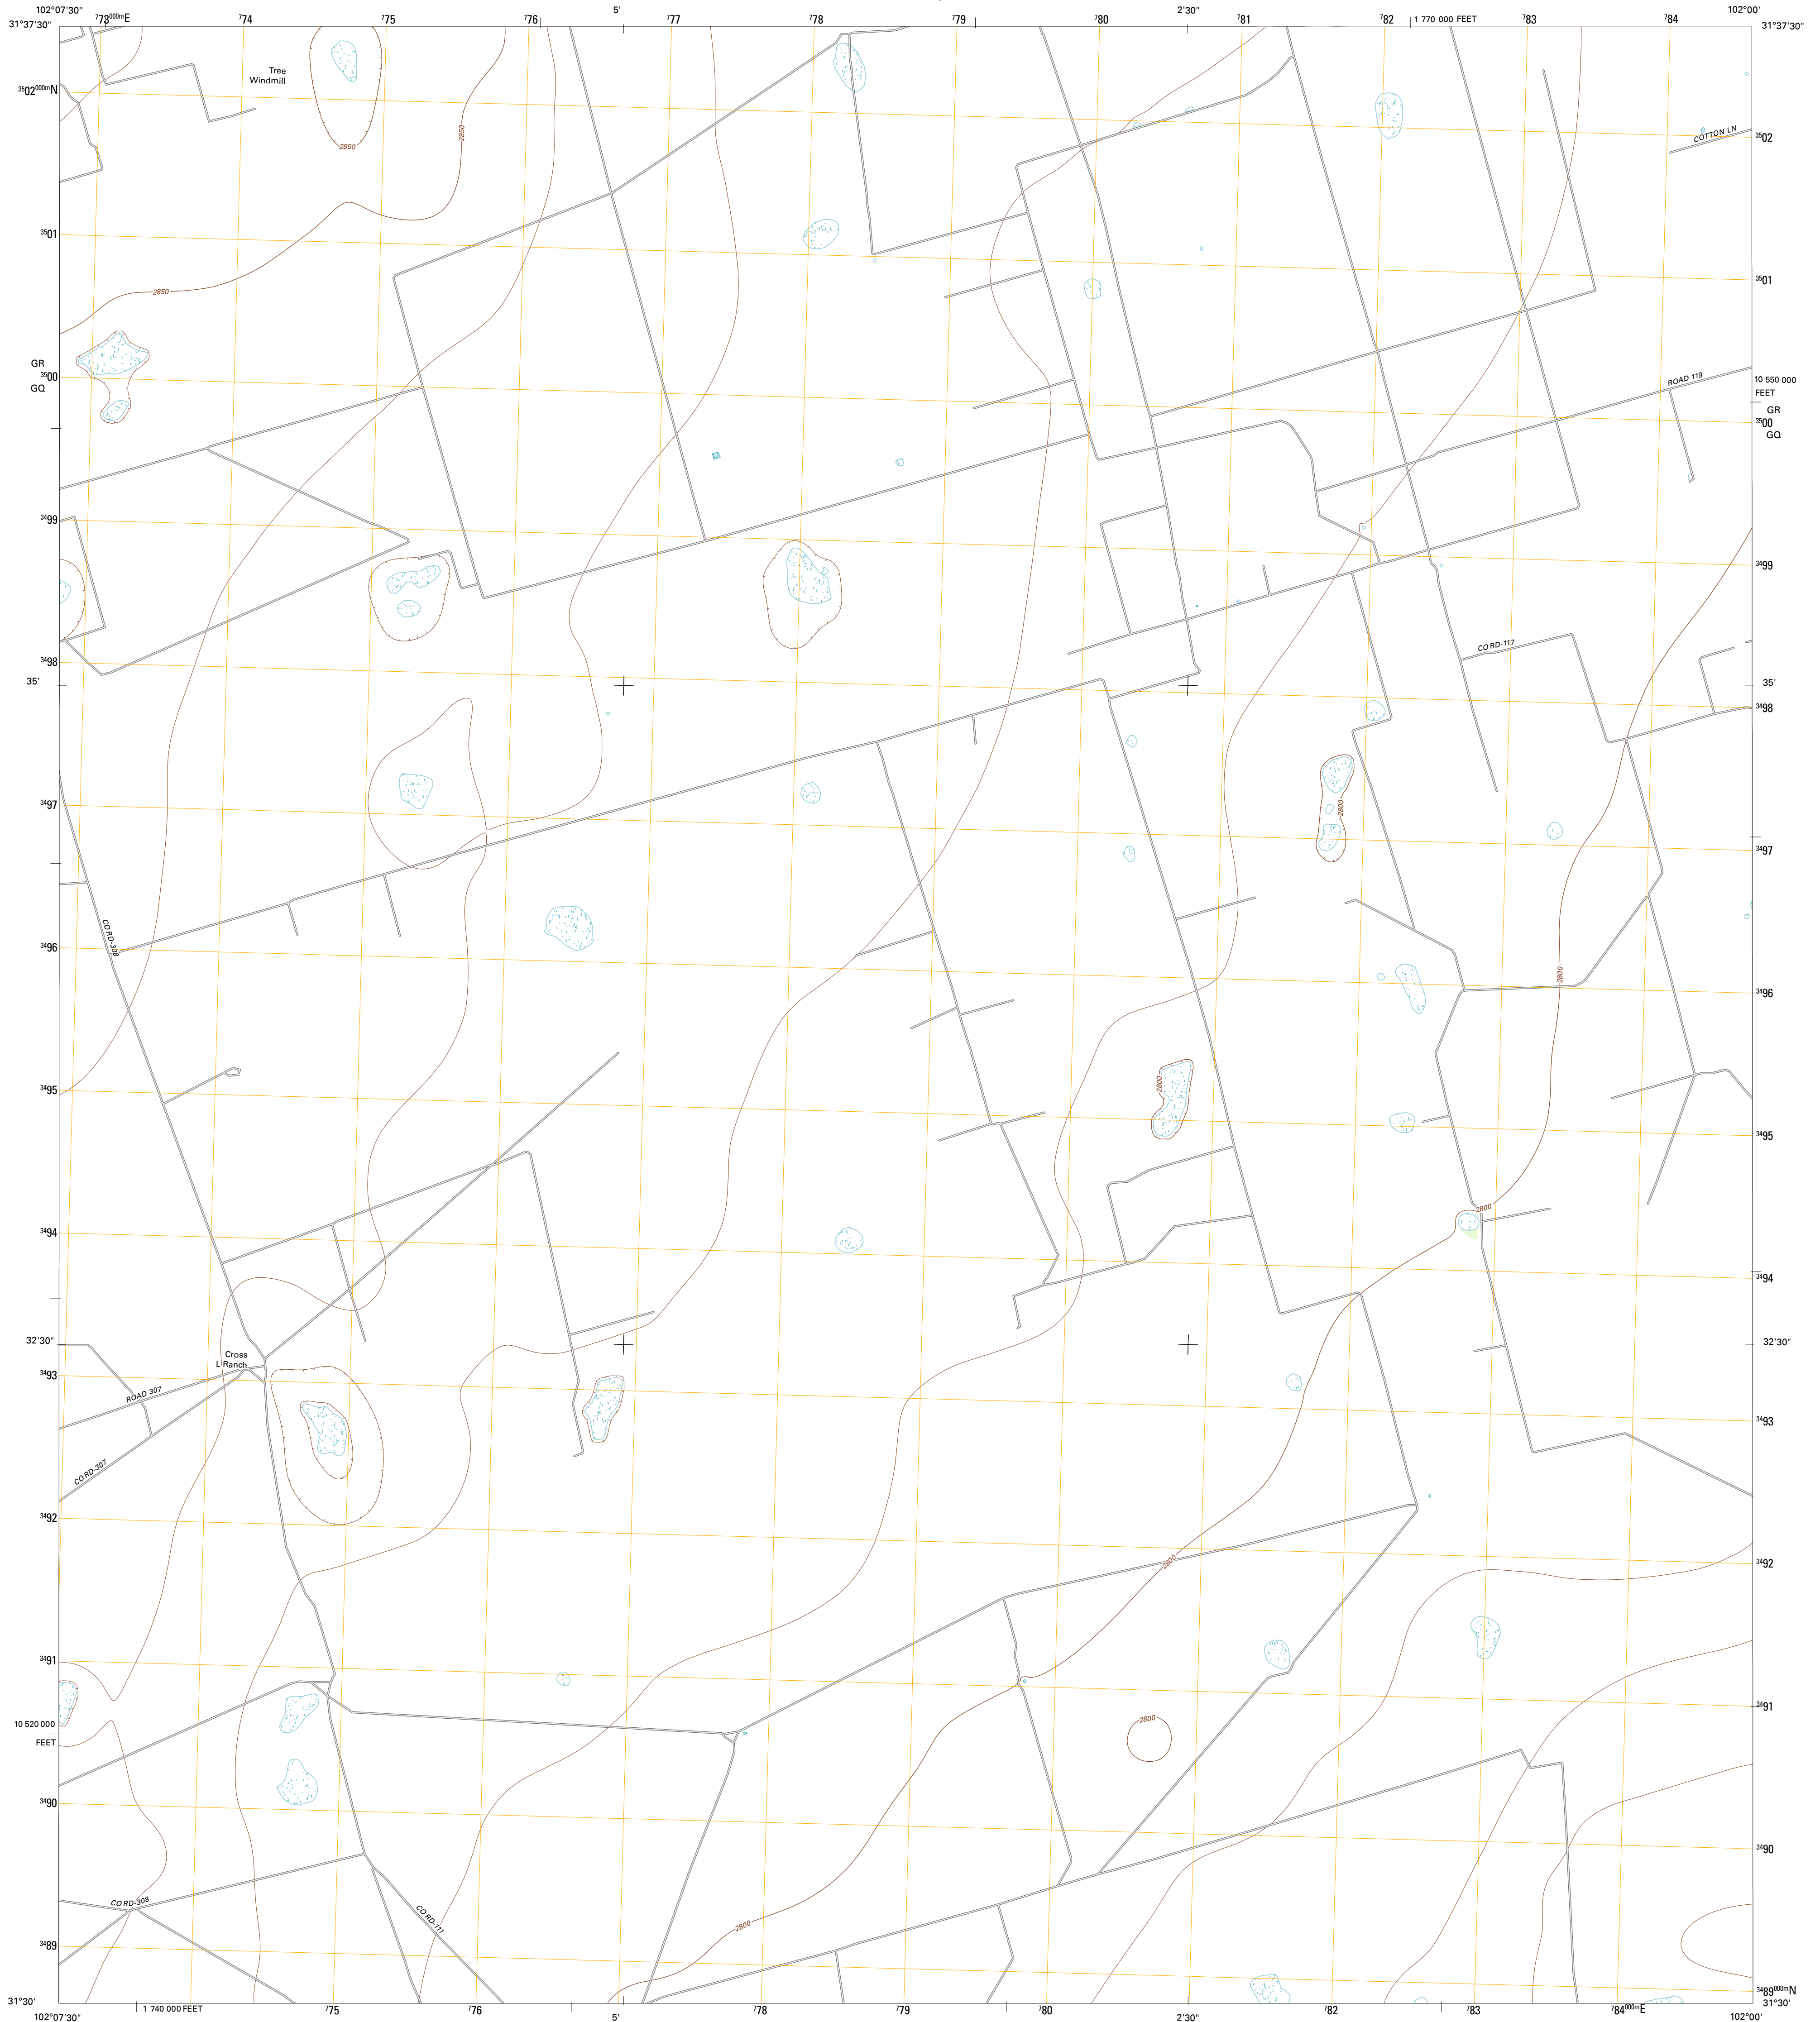 102°07'30"
⁷73⁰⁰⁰ᵐE
⁷74
⁷75
⁷76
5'
⁷77
⁷78
⁷79
⁷80
2'30"
⁷81
⁷82
1 770 000 FEET
⁷83
⁷84
102°00'
31°37'30"
31°37'30"
Tree
Windmill
³⁵02⁰⁰⁰ᵐN
2850
2850
COTTON LN
³⁵02
³⁵01
2850
³⁵01
GR
³⁵00
GQ
ROAD 119
10 550 000
FEET
GR
³⁵00
GQ
³⁴99
³⁴99
³⁴98
CO RD-117
35'
35'
³⁴98
³⁴97
2800
³⁴97
CO RD-308
³⁴96
2800
³⁴96
³⁴95
2800
³⁴95
³⁴94
2800
³⁴94
32'30"
32'30"
Cross
L Ranch
³⁴93
ROAD 307
³⁴93
CO RD-307
³⁴92
2800
³⁴92
³⁴91
³⁴91
10 520 000
FEET
2800
³⁴90
³⁴90
CO RD-308
CO RD-111
2800
³⁴89
³⁴89⁰⁰⁰ᵐN
31°30'
31°30'
102°07'30"
1 740 000 FEET
⁷75
⁷76
5'
⁷78
⁷79
⁷80
2'30"
⁷82
⁷83
⁷84⁰⁰⁰ᵐE
102°00'